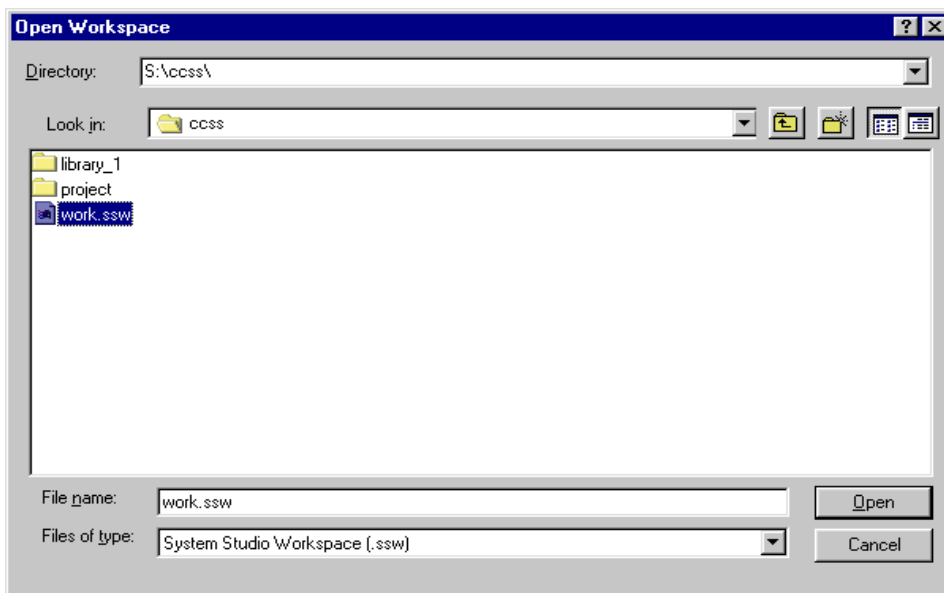 Open Workspace
Directory: S:\ccss\
Look in: ccss
library_1
project
work.ssw
File name: work.ssw Open
Files of type: System Studio Workspace (.ssw) Cancel